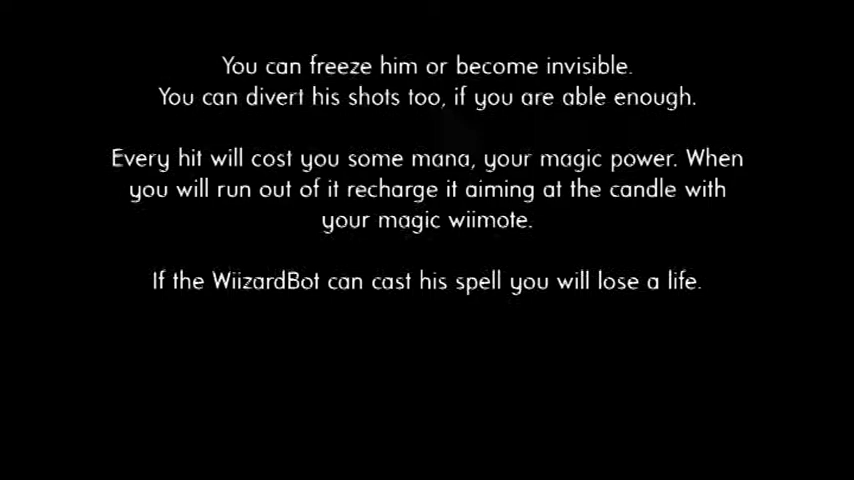 You can freeze him or become invisible.
You can divert his shots too, if you are able enough.
Every hit will cost you some mana, your magic power. When
you will run out of it recharge it aiming at the candle with
your magic wiimote.
If the WiizardBot can cast his spell you will lose a life.